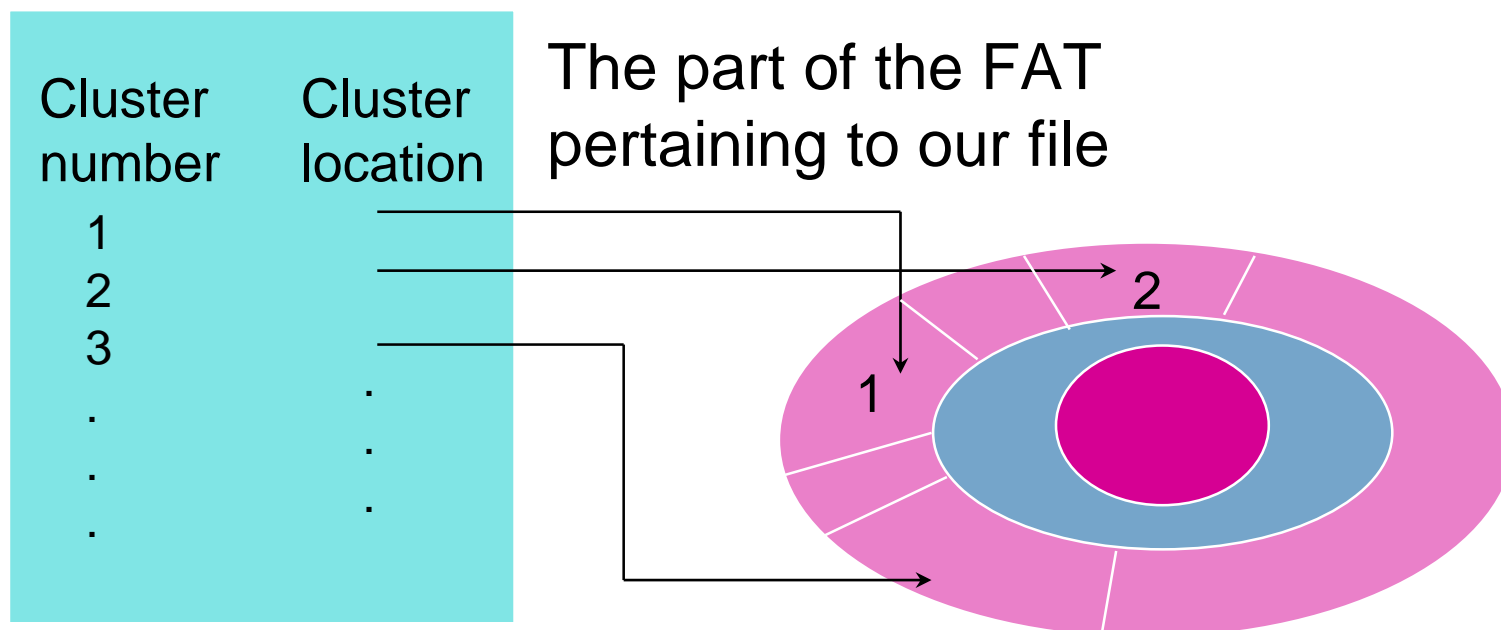 The part of the FAT
pertaining to our file
Cluster Cluster
number location
1
2
3
.
.
.
.
.
.
2
1